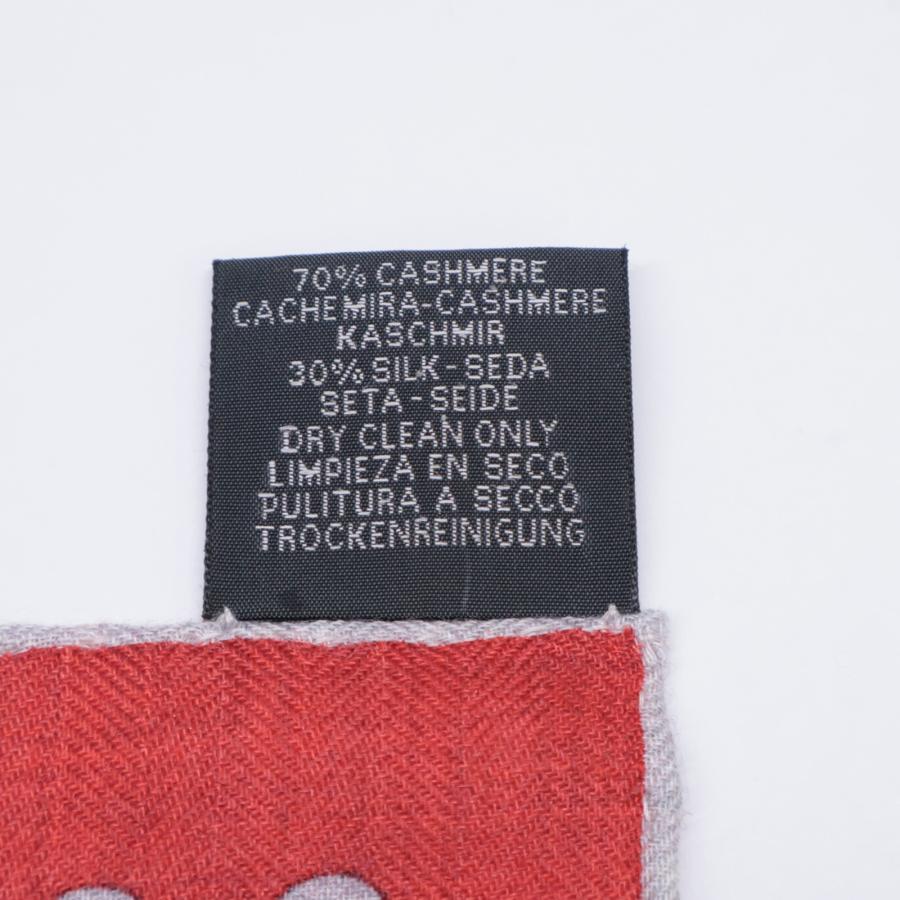 70% CASHMERE
CACHEMIRA-CASHMERE
KASCHMIR
30% SILK-SEDA
SETA-SEIDE
DRY CLEAN ONLY
LIMPIEZA EN SECO
PULITURA A SECCO
TROCKENREINIGUNG